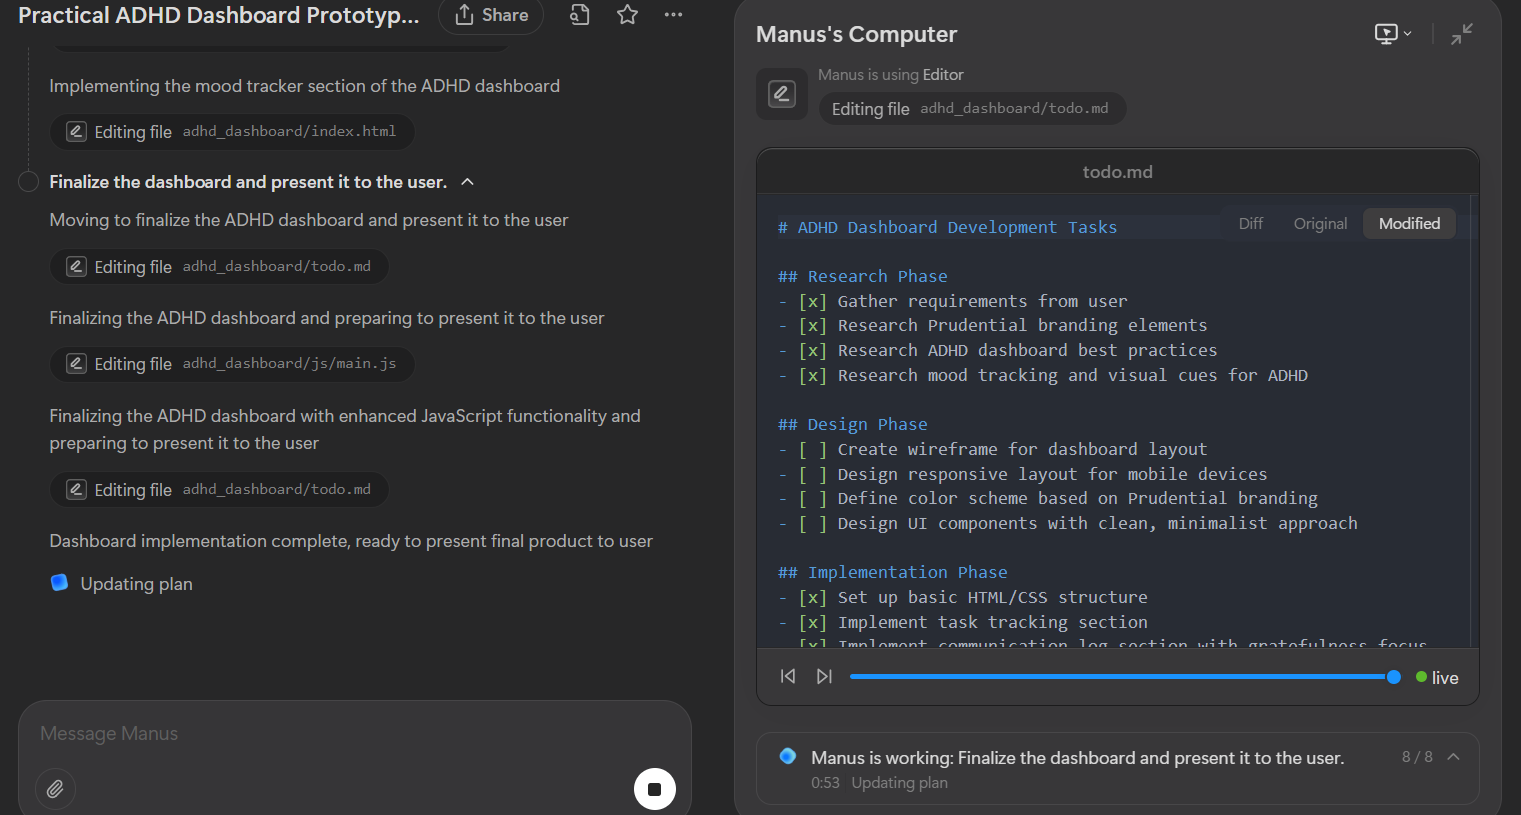 Practical ADHD Dashboard Prototyp...
Share
Implementing the mood tracker section of the ADHD dashboard
Editing file adhd_dashboard/index.html
Finalize the dashboard and present it to the user.
Moving to finalize the ADHD dashboard and present it to the user
Editing file adhd_dashboard/todo.md
Finalizing the ADHD dashboard and preparing to present it to the user
Editing file adhd_dashboard/js/main.js
Finalizing the ADHD dashboard with enhanced JavaScript functionality and
preparing to present it to the user
Editing file adhd_dashboard/todo.md
Dashboard implementation complete, ready to present final product to user
Updating plan
Message Manus
Manus's Computer
Manus is using Editor
Editing file adhd_dashboard/todo.md
todo.md
Diff Original Modified
# ADHD Dashboard Development Tasks
## Research Phase
- [x] Gather requirements from user
- [x] Research Prudential branding elements
- [x] Research ADHD dashboard best practices
- [x] Research mood tracking and visual cues for ADHD
## Design Phase
- [ ] Create wireframe for dashboard layout
- [ ] Design responsive layout for mobile devices
- [ ] Define color scheme based on Prudential branding
- [ ] Design UI components with clean, minimalist approach
## Implementation Phase
- [x] Set up basic HTML/CSS structure
- [x] Implement task tracking section
- [x] Implement communication log section with gratefulness focus
live
Manus is working: Finalize the dashboard and present it to the user.
8 / 8
0:53 Updating plan